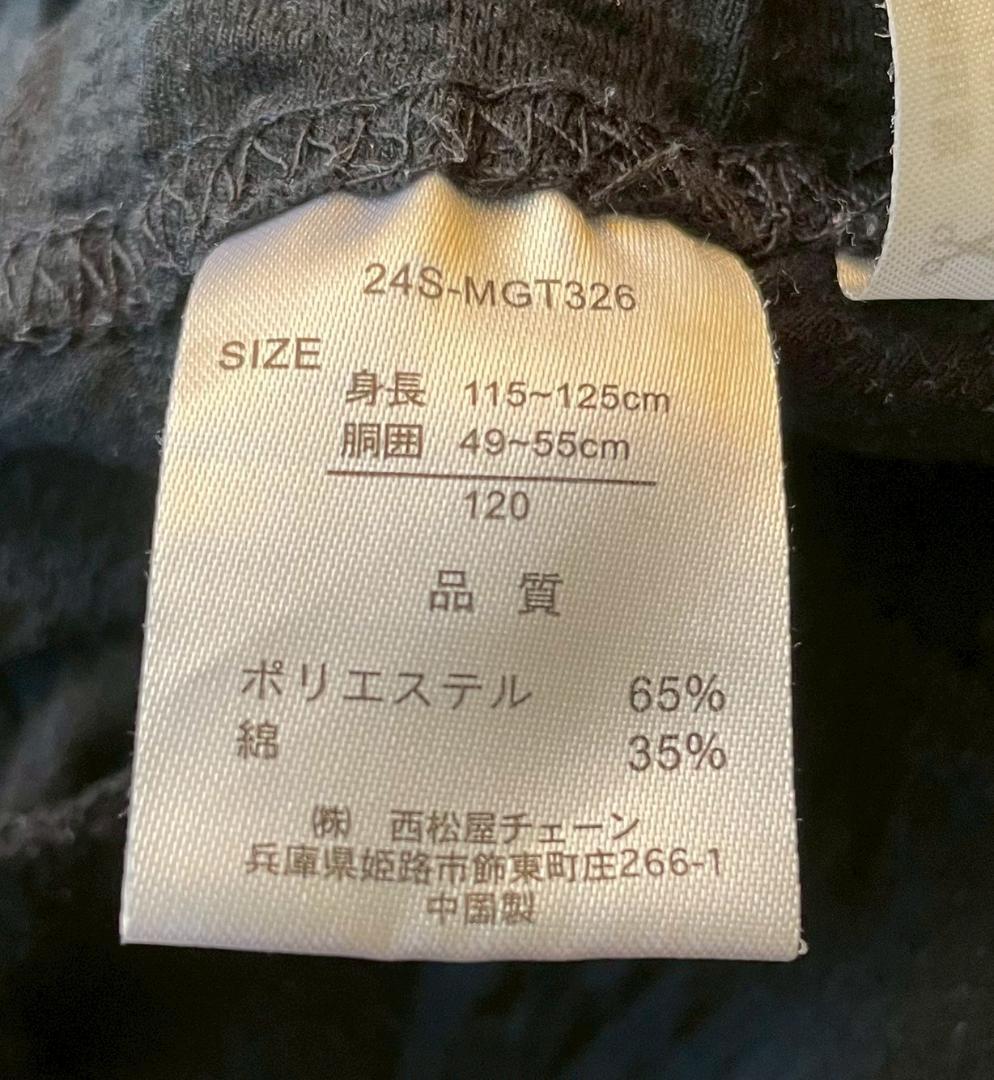 24S-MGT326
SIZE
身長 115~125cm
胴囲 49~55cm
120
品 質
ポリエステル 65%
綿 35%
㈱ 西松屋チェーン
兵庫県姫路市飾東町庄266-1
中国製